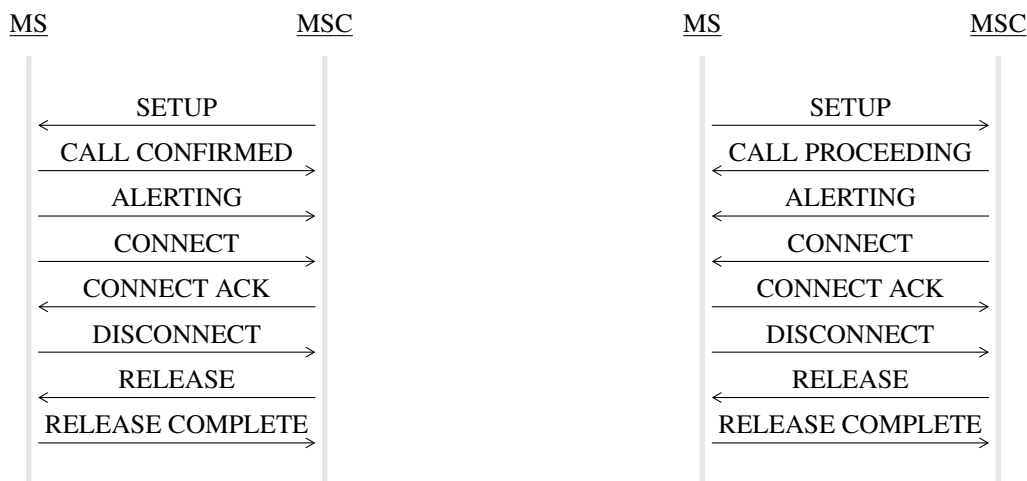 MS MSC
SETUP
CALL CONFIRMED
ALERTING
CONNECT
CONNECT ACK
DISCONNECT
RELEASE
RELEASE COMPLETE
MS MSC
SETUP
CALL PROCEEDING
ALERTING
CONNECT
CONNECT ACK
DISCONNECT
RELEASE
RELEASE COMPLETE